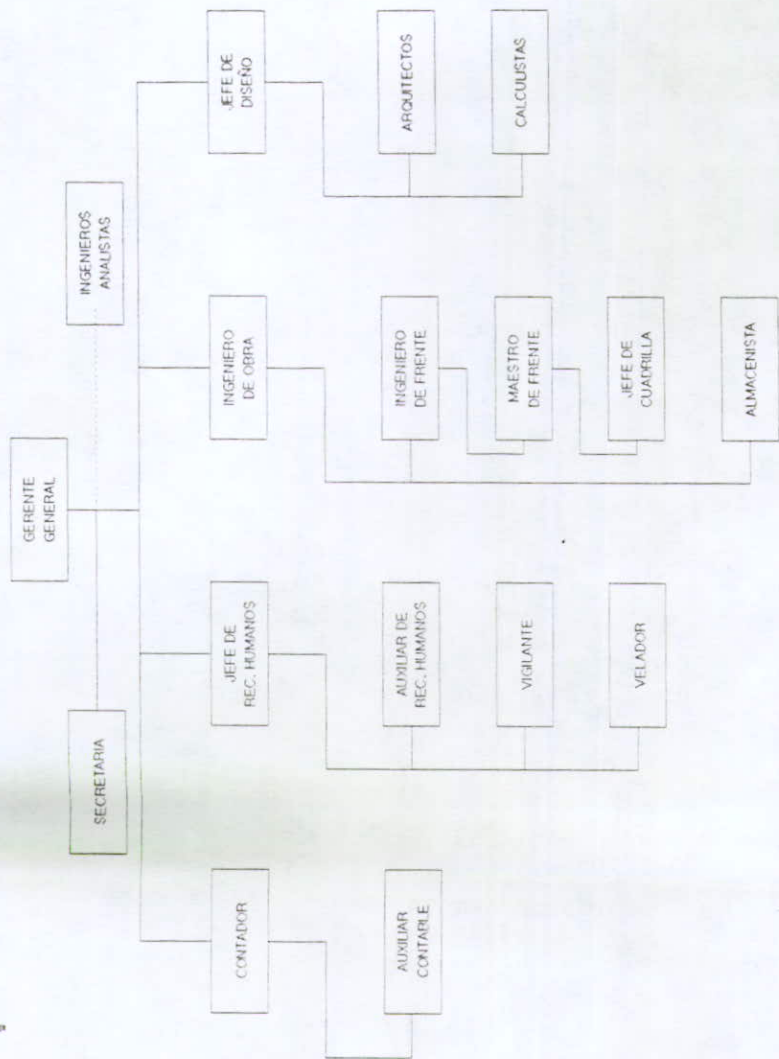 GERENTE
GENERAL
SECRETARIA
INGENIEROS
ANALISTAS
CONTADOR
JEFE DE
REC. HUMANOS
INGENIERO
DE OBRA
JEFE DE
DISEÑO
AUXILIAR
CONTABLE
AUXILIAR DE
REC. HUMANOS
VIGILANTE
VELADOR
INGENIERO
DE FRENTE
MAESTRO
DE FRENTE
JEFE DE
CUADRILLA
ALMACENISTA
ARQUITECTOS
CALCULISTAS